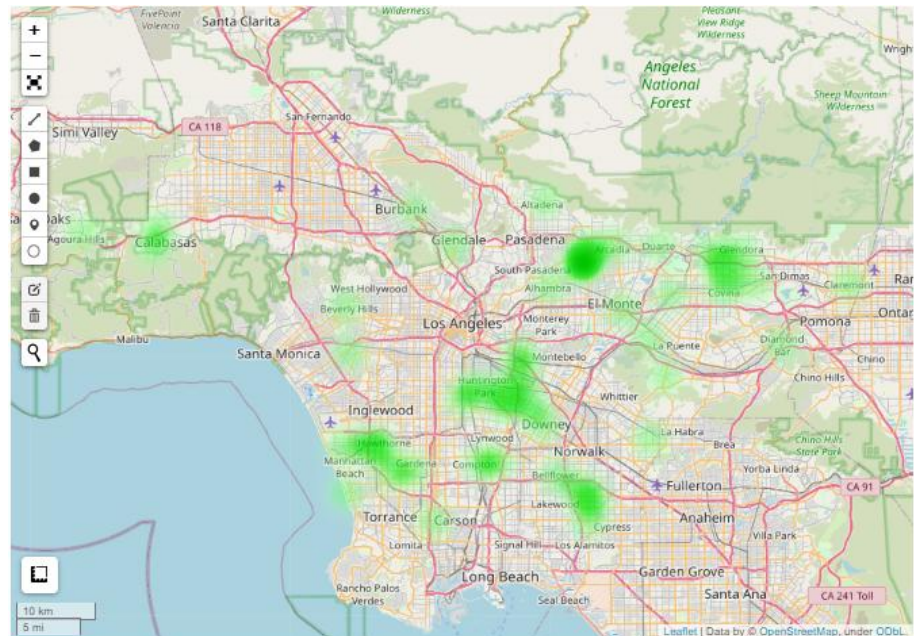 FivePoint
Valencia
Santa Clarita
Wilderness
Pleasant
View Ridge
Wilderness
Angeles
National
Forest
Sheep Mountain
Wilderness
San Fernando
CA 118
Simi Valley
Burbank
Altadena
Agoura Hills
Calabasas
Glendale
Pasadena
Arcadia
Duarte
Glendora
South Pasadena
San Dimas
Claremont
West Hollywood
Alhambra
Covina
Beverly Hills
El Monte
Los Angeles
Monterey
Park
Pomona
Malibu
Santa Monica
Montebello
La Puente
Diamond
Bar
Chino
Chino Hills
Huntington
Park
Whittier
Inglewood
Downey
Hawthorne
Lynwood
La Habra
Brea
Chino Hills
State Park
Manhattan
Beach
Gardena
Compton
Norwalk
Bellflower
Yorba Linda
Fullerton
CA 91
Lakewood
Torrance
Carson
Cypress
Anaheim
Villa Park
Lomita
Signal Hill
Los Alamitos
Garden Grove
Long Beach
Rancho Palos
Verdes
Seal Beach
Santa Ana
CA 241 Toll
10 km
5 mi
Leaflet | Data by © OpenStreetMap, under ODbL.